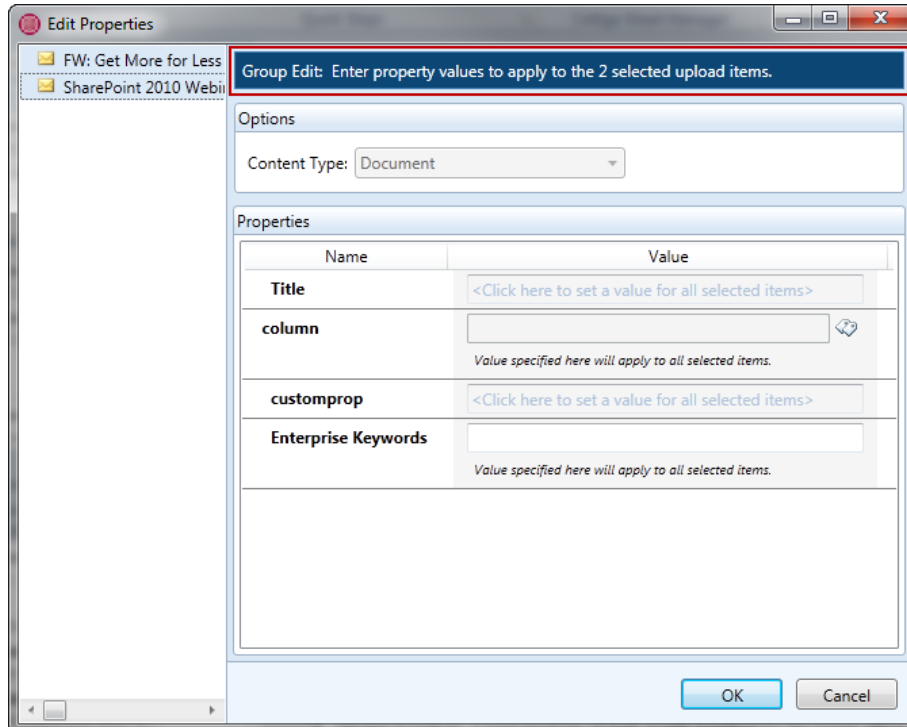 Edit Properties
FW: Get More for Less
SharePoint 2010 Webi
Group Edit: Enter property values to apply to the 2 selected upload items.
Options
Content Type: Document
Properties
Name Value
Title <Click here to set a value for all selected items>
column
Value specified here will apply to all selected items.
customprop <Click here to set a value for all selected items>
Enterprise Keywords
Value specified here will apply to all selected items.
OK Cancel